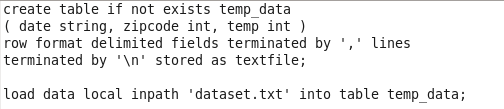 create table if not exists temp_data
( date string, zipcode int, temp int )
row format delimited fields terminated by ',' lines
terminated by '\n' stored as textfile;
load data local inpath 'dataset.txt' into table temp_data;